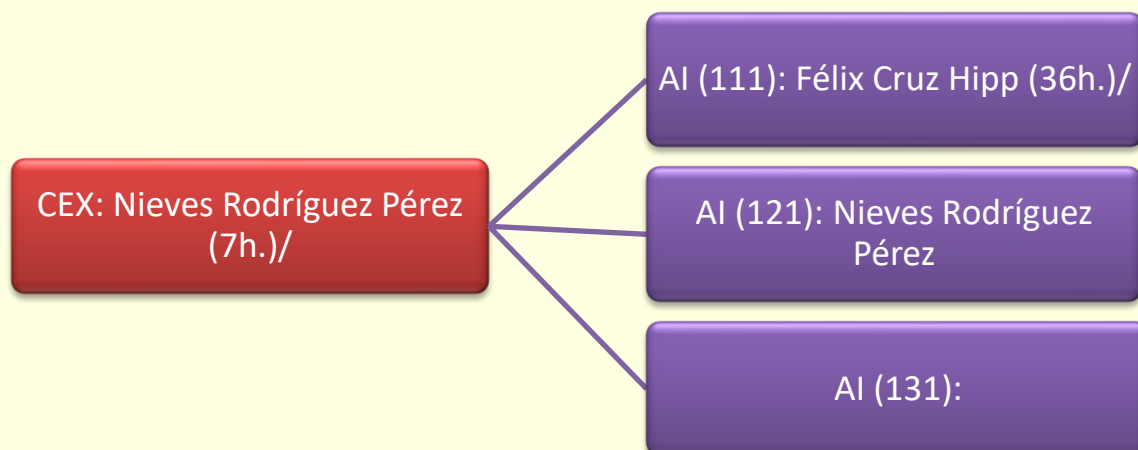 CEX: Nieves Rodríguez Pérez
(7h.)/
AI (111): Félix Cruz Hipp (36h.)/
AI (121): Nieves Rodríguez
Pérez
AI (131):